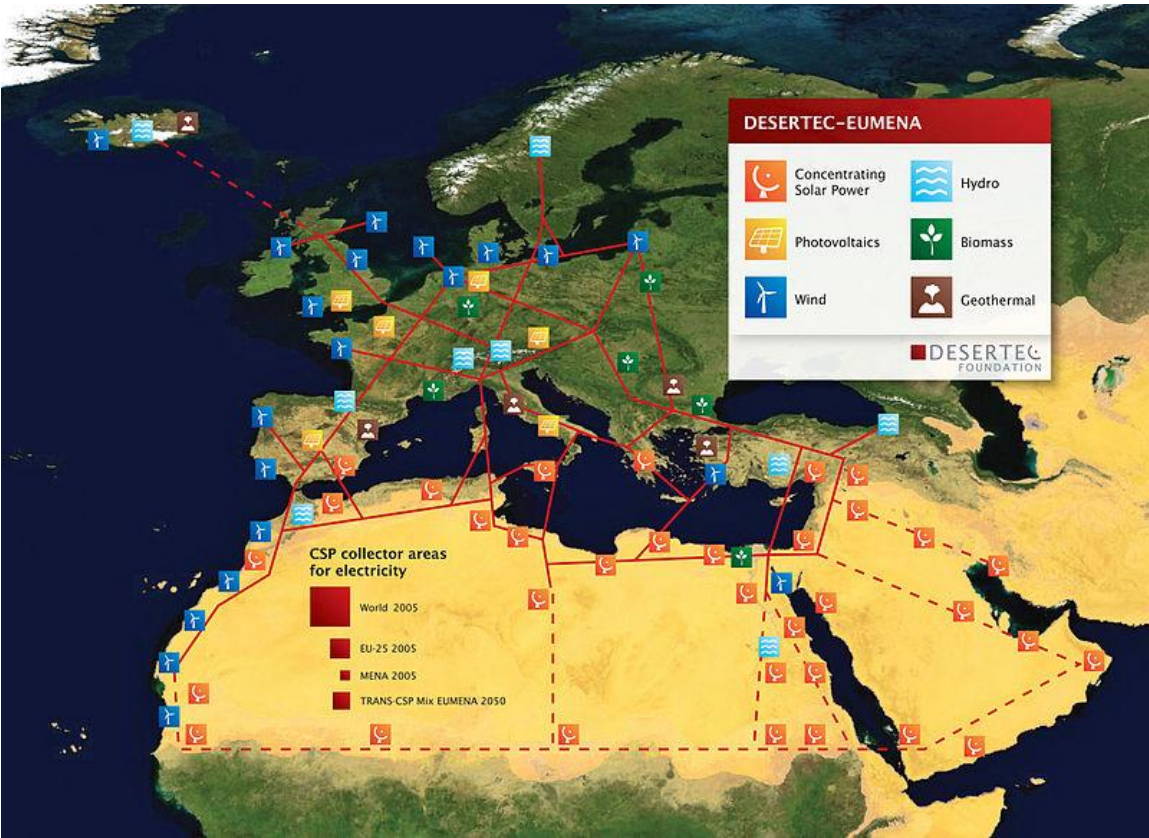 DESERTEC-EUMENA
Concentrating
Solar Power
Hydro
Photovoltaics
Biomass
Wind
Geothermal
DESERTEC
FOUNDATION
CSP collector areas
for electricity
World 2005
EU-25 2005
MENA 2005
TRANS-CSP Mix EUMENA 2050